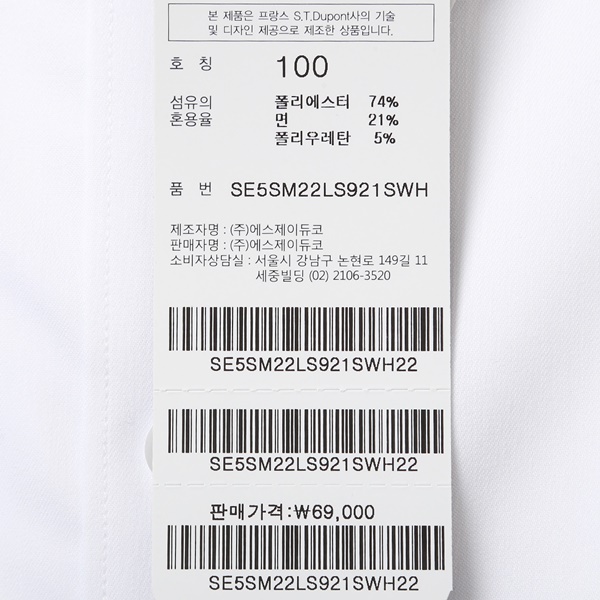 본 제품은 프랑스 S.T.Dupont사의 기술
및 디자인 제공으로 제조한 상품입니다.
호 칭 100
섬유의 폴리에스터 74%
혼용율 면 21%
폴리우레탄 5%
품 번 SE5SM22LS921SWH
제조자명 : (주)에스제이듀코
판매자명 : (주)에스제이듀코
소비자상담실 : 서울시 강남구 논현로 149길 11
세중빌딩 (02) 2106-3520
SE5SM22LS921SWH22
SE5SM22LS921SWH22
판매가격:₩69,000
SE5SM22LS921SWH22